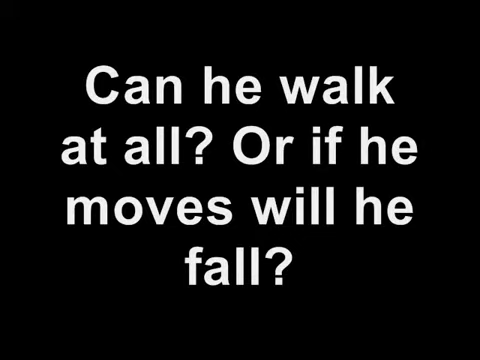 Can he walk
at all? Or if he
moves will he
fall?